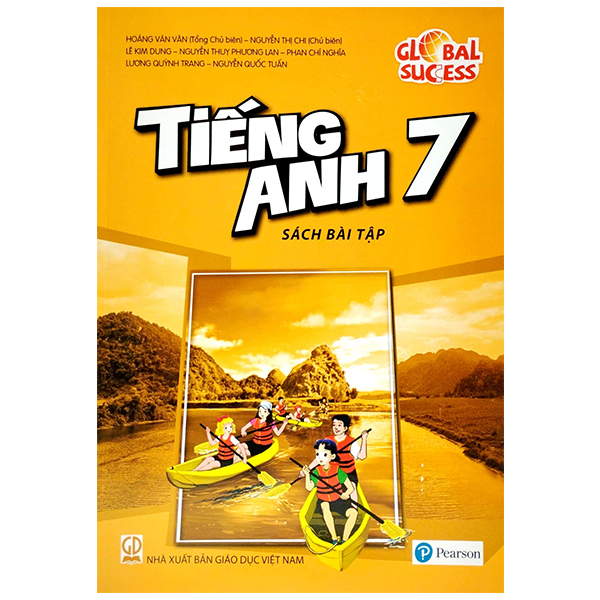 HOÀNG VĂN VÂN (Tổng Chủ biên) – NGUYỄN THỊ CHI (Chủ biên)
LÊ KIM DUNG – NGUYỄN THUỴ PHƯƠNG LAN – PHAN CHÍ NGHĨA
LƯƠNG QUỲNH TRANG – NGUYỄN QUỐC TUẤN
GLOBAL
SUCCESS
TIẾNG
ANH 7
SÁCH BÀI TẬP
GD
NHÀ XUẤT BẢN GIÁO DỤC VIỆT NAM
Pearson